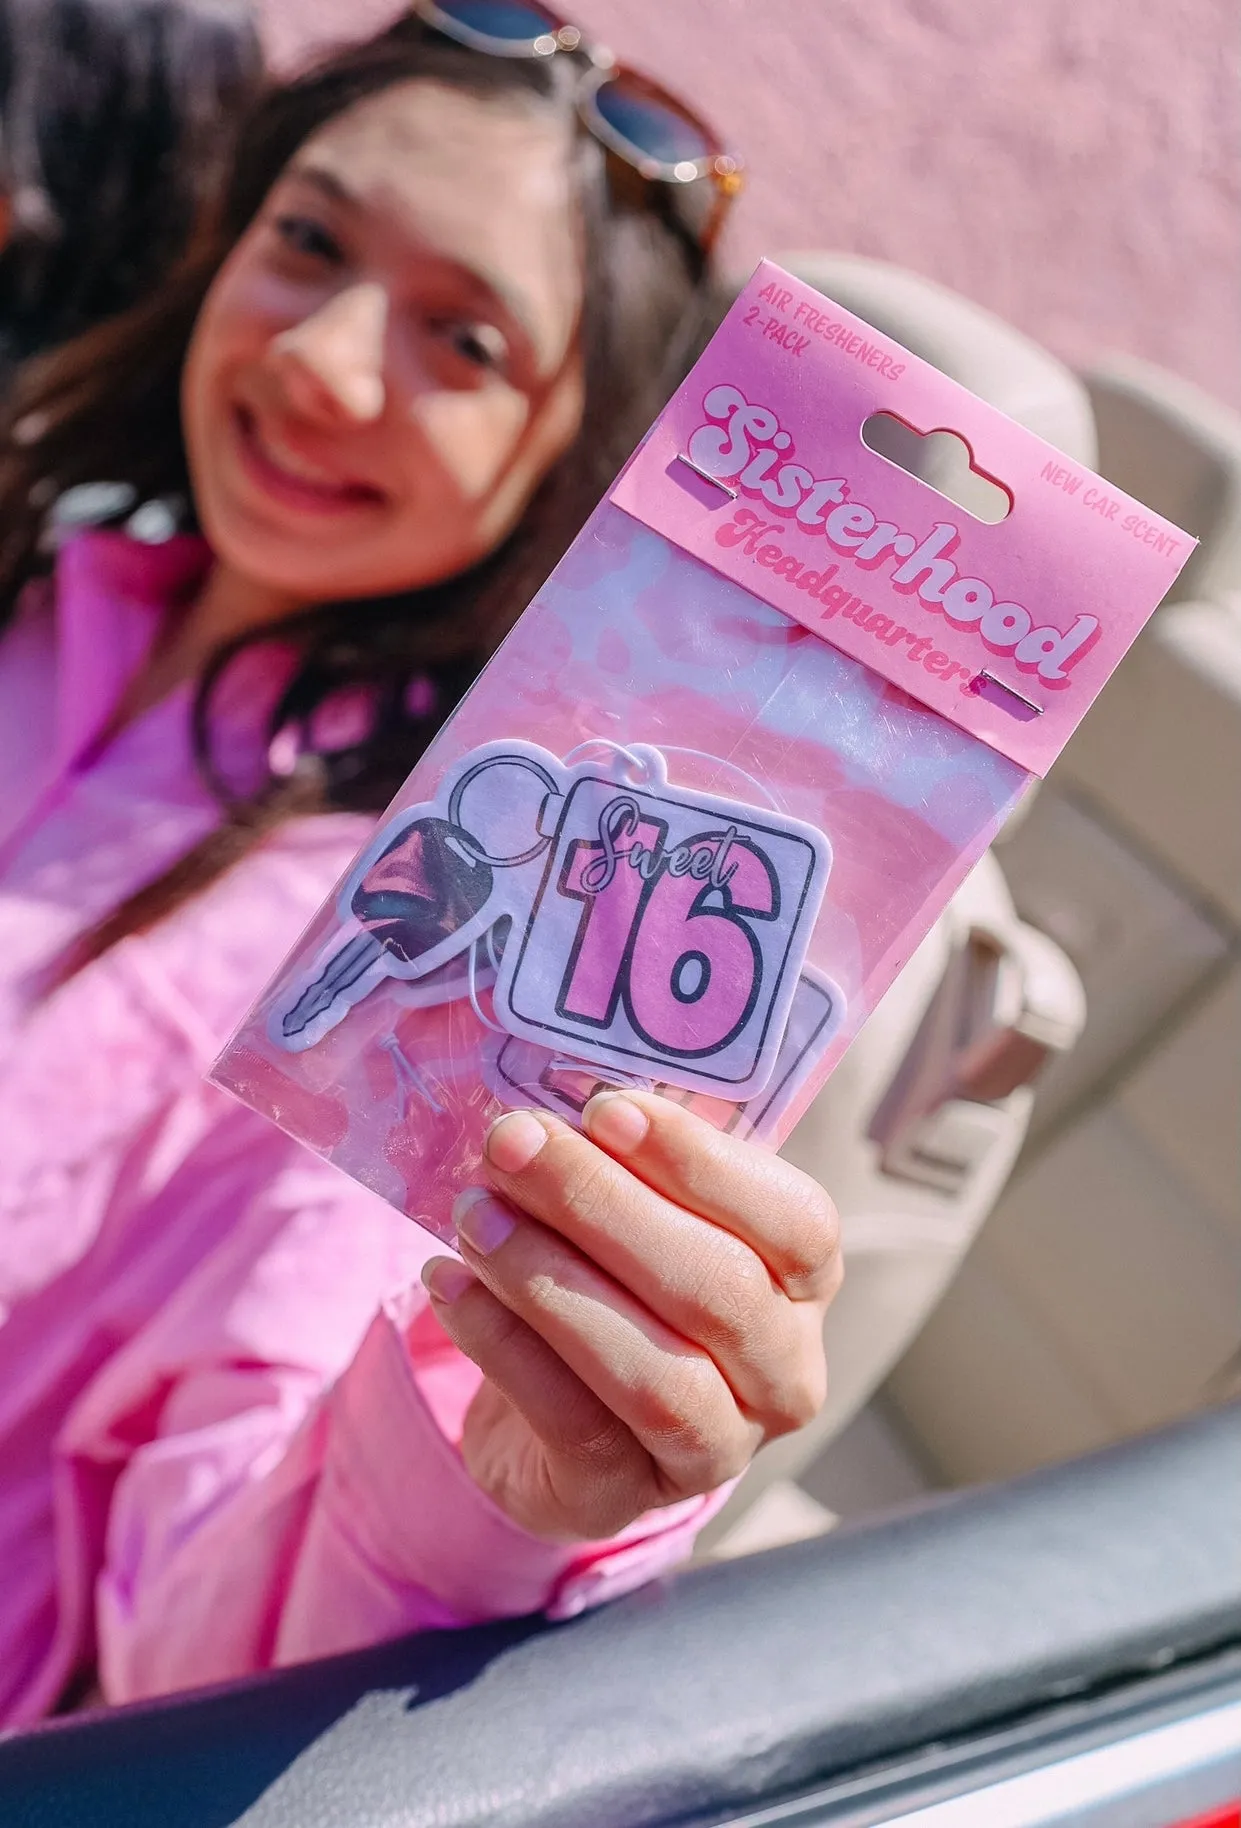 AIR FRESHENERS
2-PACK
NEW CAR SCENT
Sisterhood
Headquarters
Sweet
16